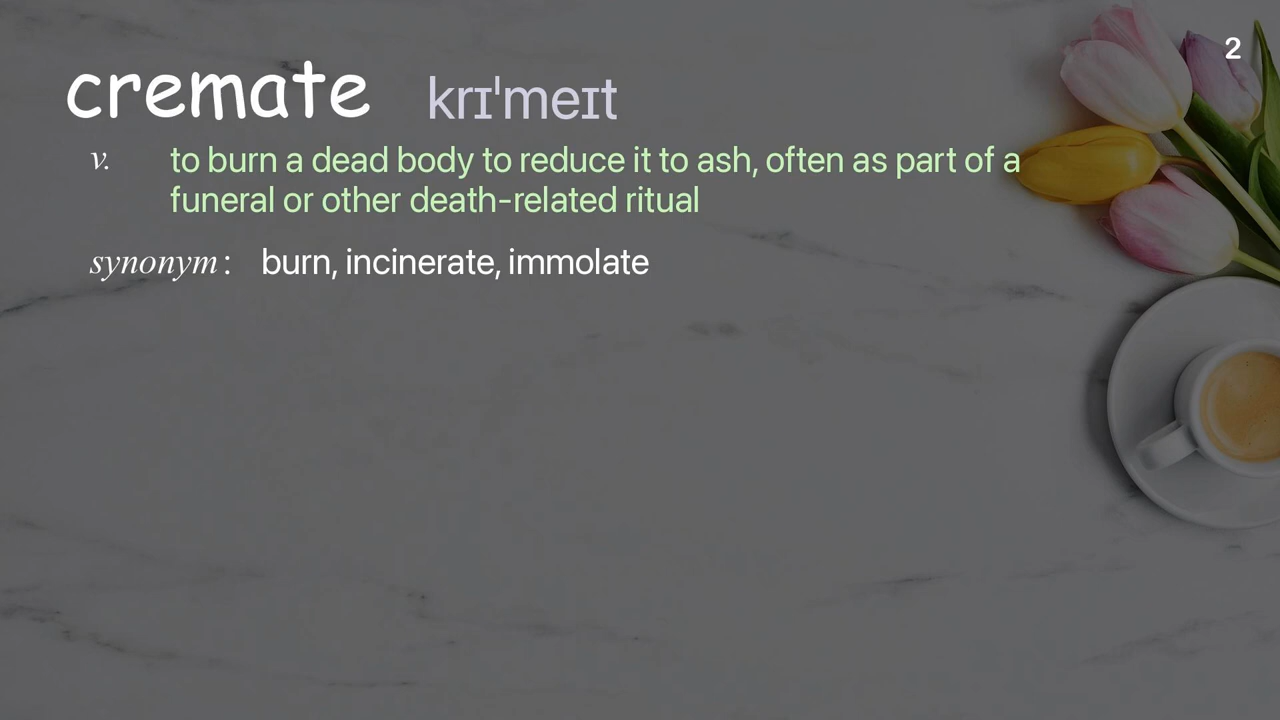 2
cremate krɪˈmeɪt
v. to burn a dead body to reduce it to ash, often as part of a
funeral or other death-related ritual
synonym : burn, incinerate, immolate